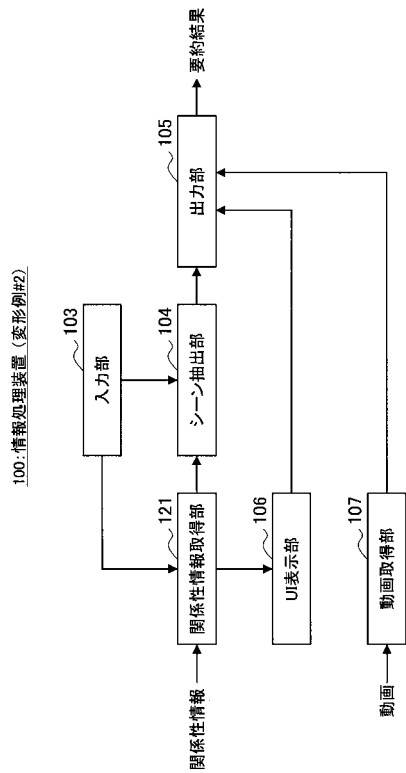 100:情報処理装置（変形例#2）
103
入力部
関係性情報
121
関係性情報取得部
104
シーン抽出部
105
出力部
要約結果
106
UI表示部
動画
107
動画取得部